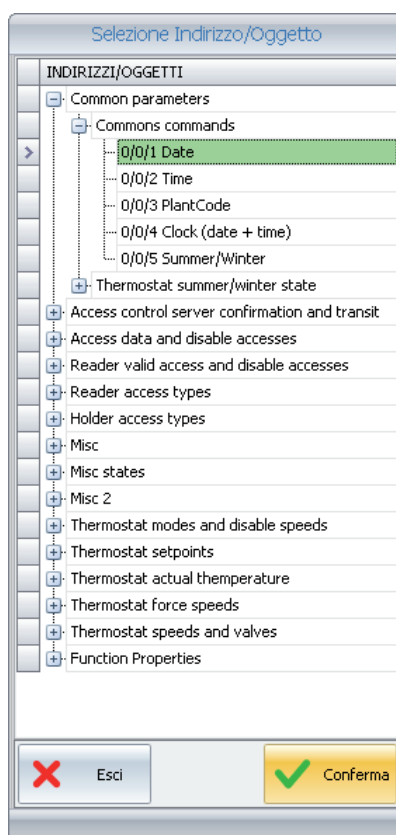 Selezione Indirizzo/Oggetto
INDIRIZZI/OGGETTI
Common parameters
Commons commands
0/0/1 Date
0/0/2 Time
0/0/3 PlantCode
0/0/4 Clock (date + time)
0/0/5 Summer/Winter
Thermostat summer/winter state
Access control server confirmation and transit
Access data and disable accesses
Reader valid access and disable accesses
Reader access types
Holder access types
Misc
Misc states
Misc 2
Thermostat modes and disable speeds
Thermostat setpoints
Thermostat actual themperature
Thermostat force speeds
Thermostat speeds and valves
Function Properties
Esci Conferma